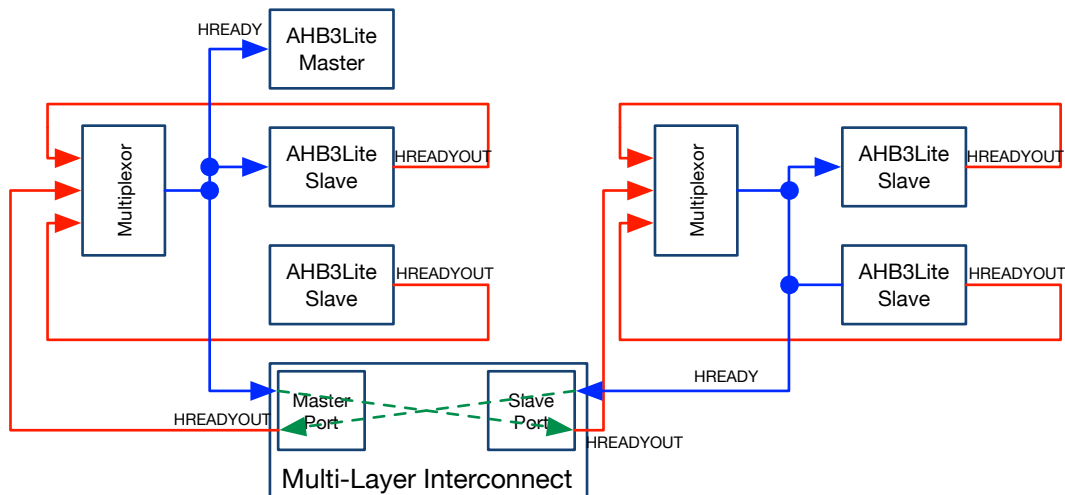 HREADY
AHB3Lite
Master
Multiplexor
AHB3Lite
Slave
HREADYOUT
AHB3Lite
Slave
HREADYOUT
Multiplexor
AHB3Lite
Slave
HREADYOUT
AHB3Lite
Slave
HREADYOUT
HREADY
Master
Port
Slave
Port
HREADYOUT
HREADYOUT
Multi-Layer Interconnect